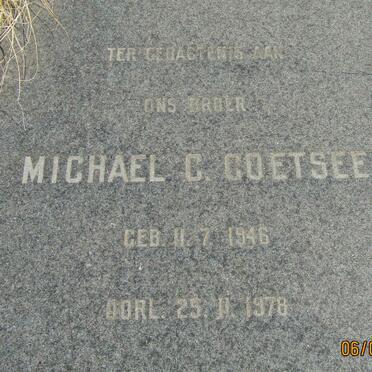 TER GEDAGTENIS AAN
ONS BROER
MICHAEL C. COETSEE
GEB. 11. 7. 1946
OORL. 25. 11. 1978
06/0